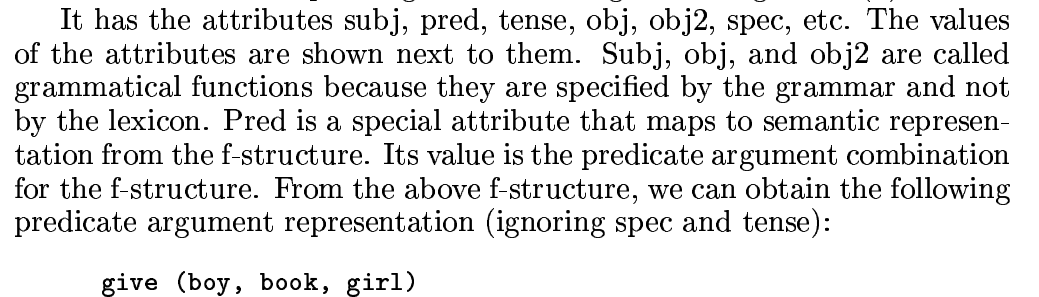 It has the attributes subj, pred, tense, obj, obj2, spec, etc. The values
of the attributes are shown next to them. Subj, obj, and obj2 are called
grammatical functions because they are specified by the grammar and not
by the lexicon. Pred is a special attribute that maps to semantic represen-
tation from the f-structure. Its value is the predicate argument combination
for the f-structure. From the above f-structure, we can obtain the following
predicate argument representation (ignoring spec and tense):
give (boy, book, girl)